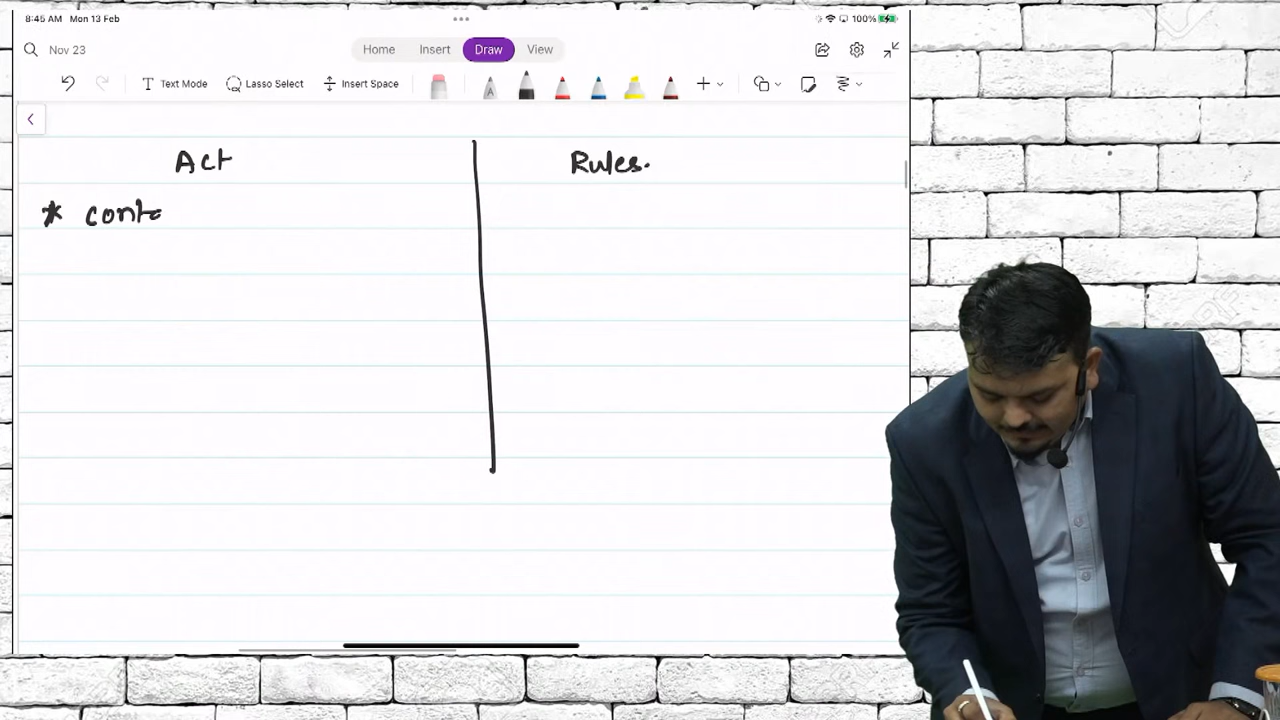 8:45 AM Mon 13 Feb
100%
Nov 23
Home Insert Draw View
Text Mode Lasso Select Insert Space
Act Rules.
* conta